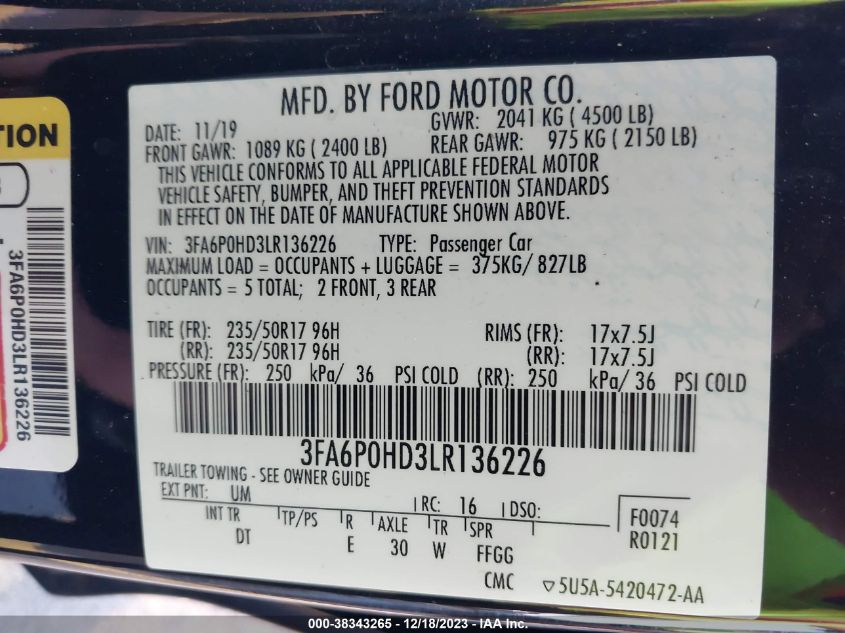 MFD. BY FORD MOTOR CO.
DATE: 11/19
GVWR: 2041 KG ( 4500 LB)
FRONT GAWR: 1089 KG ( 2400 LB)
REAR GAWR: 975 KG ( 2150 LB)
THIS VEHICLE CONFORMS TO ALL APPLICABLE FEDERAL MOTOR
VEHICLE SAFETY, BUMPER, AND THEFT PREVENTION STANDARDS
IN EFFECT ON THE DATE OF MANUFACTURE SHOWN ABOVE.
VIN: 3FA6P0HD3LR136226 TYPE: Passenger Car
MAXIMUM LOAD = OCCUPANTS + LUGGAGE = 375KG/ 827LB
OCCUPANTS = 5 TOTAL; 2 FRONT, 3 REAR
TIRE (FR): 235/50R17 96H RIMS (FR): 17x7.5J
(RR): 235/50R17 96H (RR): 17x7.5J
PRESSURE (FR): 250 kPa/ 36 PSI COLD (RR): 250 kPa/ 36 PSI COLD
3FA6P0HD3LR136226
TRAILER TOWING - SEE OWNER GUIDE
EXT PNT: UM RC: 16 DSO:
INT TR TP/PS R AXLE TR SPR
DT E 30 W FFGG
F0074
R0121
CMC 5U5A-5420472-AA
TION
3FA6P0HD3LR136226
000-38343265 - 12/18/2023 - IAA Inc.